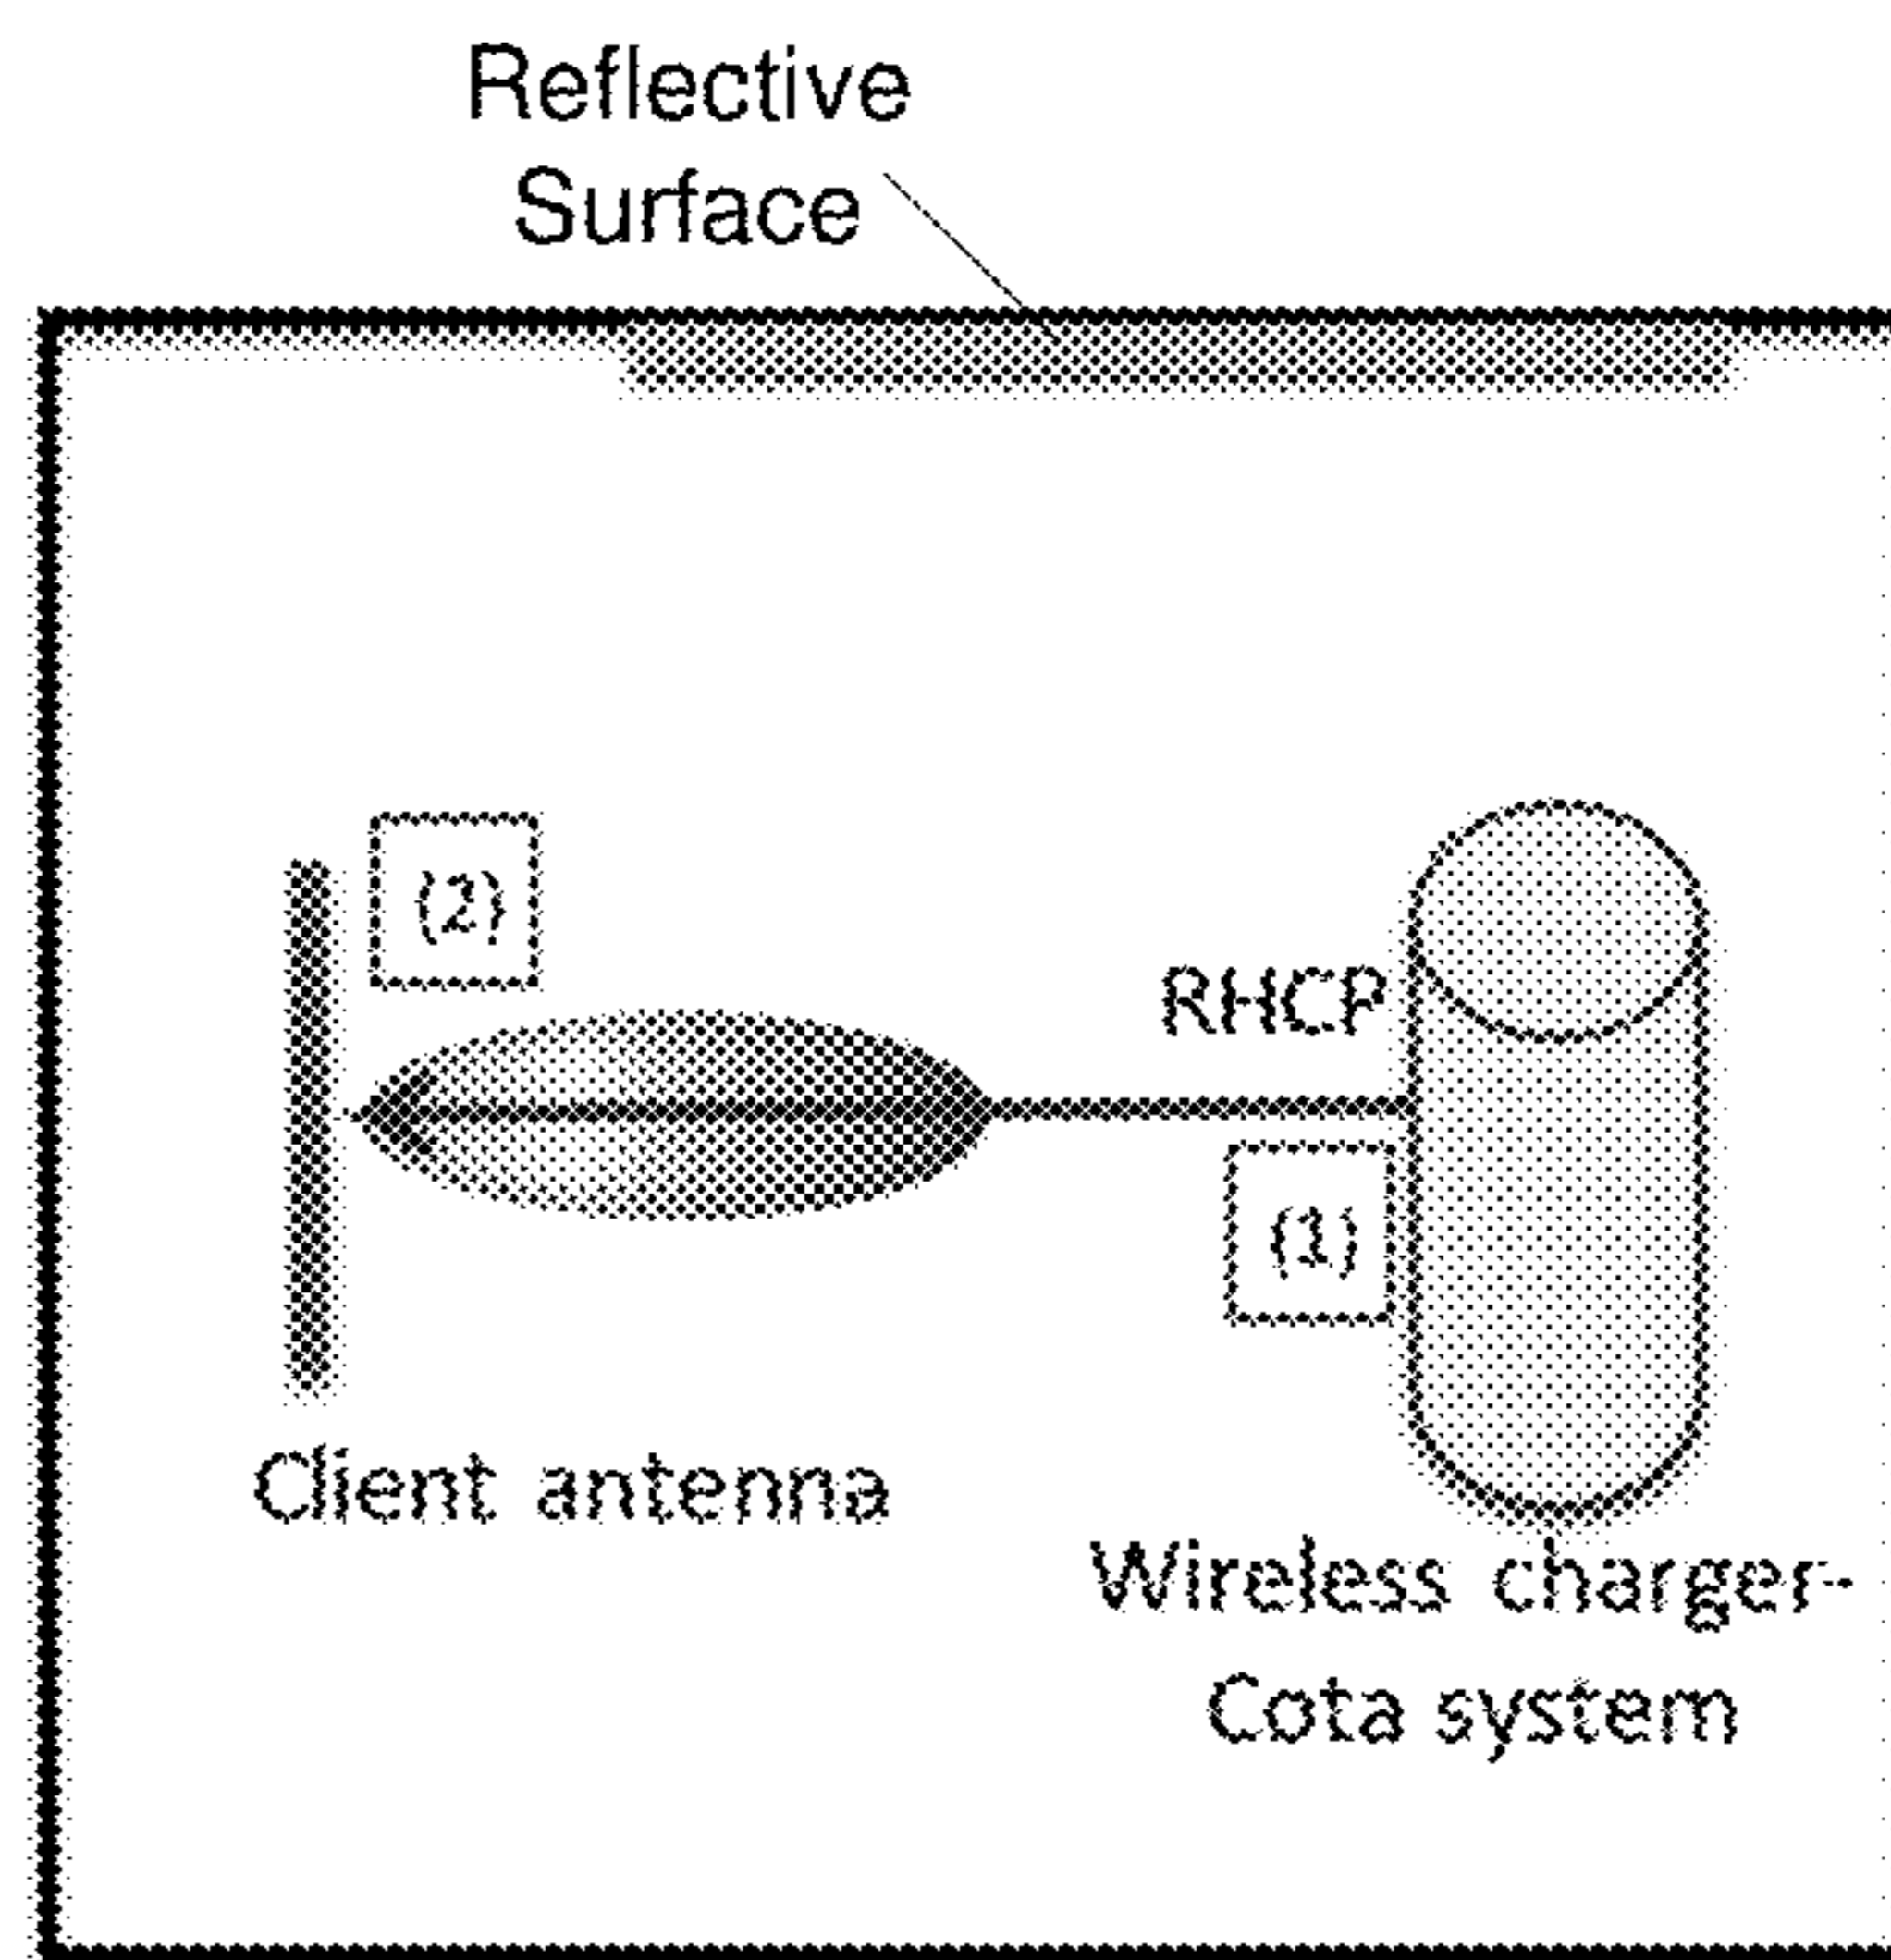 Reflective
Surface
(2)
RHCP
(1)
Client antenna
Wireless charger-
Cota system